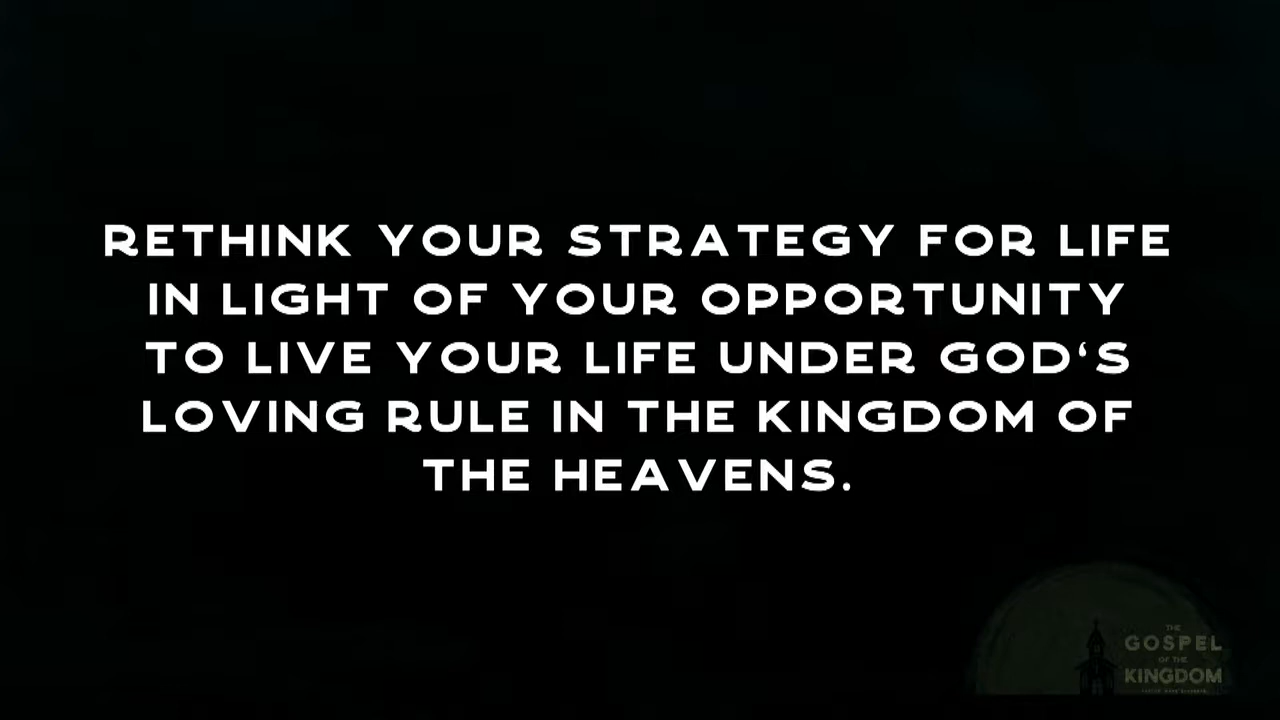 RETHINK YOUR STRATEGY FOR LIFE
IN LIGHT OF YOUR OPPORTUNITY
TO LIVE YOUR LIFE UNDER GOD‘S
LOVING RULE IN THE KINGDOM OF
THE HEAVENS.
THE
GOSPEL
OF THE
KINGDOM